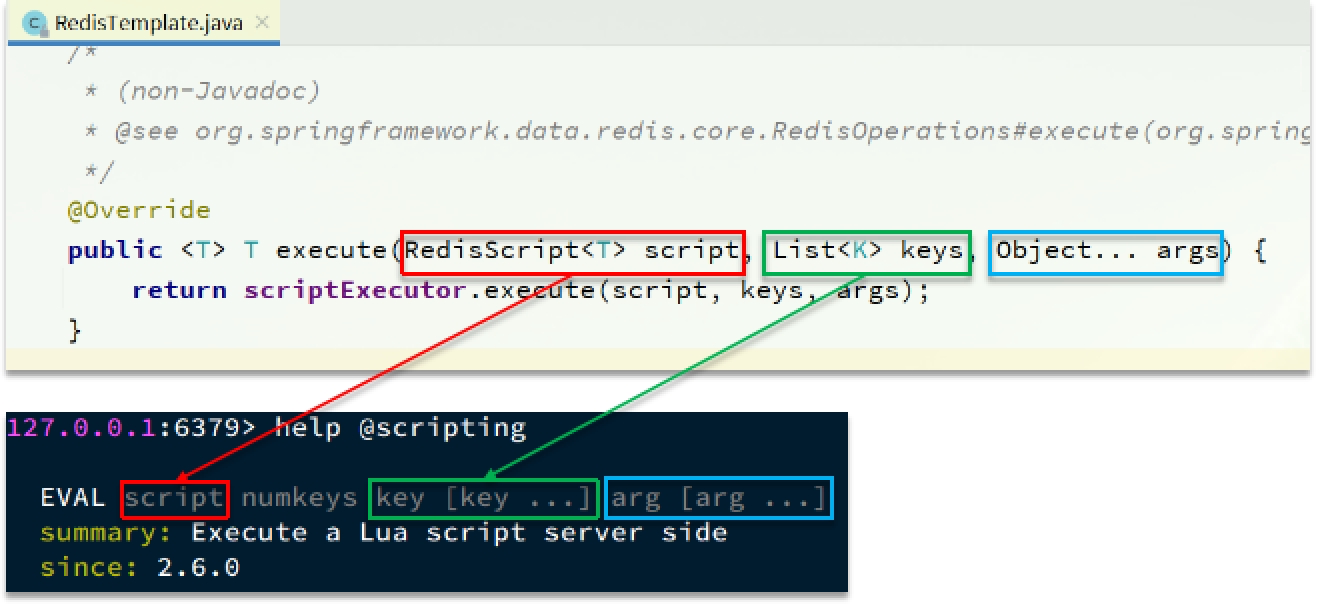 C RedisTemplate.java ×
/*
* (non-Javadoc)
* @see org.springframework.data.redis.core.RedisOperations#execute(org.spring
*/
@Override
public <T> T execute(RedisScript<T> script, List<K> keys, Object... args) {
return scriptExecutor.execute(script, keys, args);
}
127.0.0.1:6379> help @scripting
EVAL script numkeys key [key ...] arg [arg ...]
summary: Execute a Lua script server side
since: 2.6.0